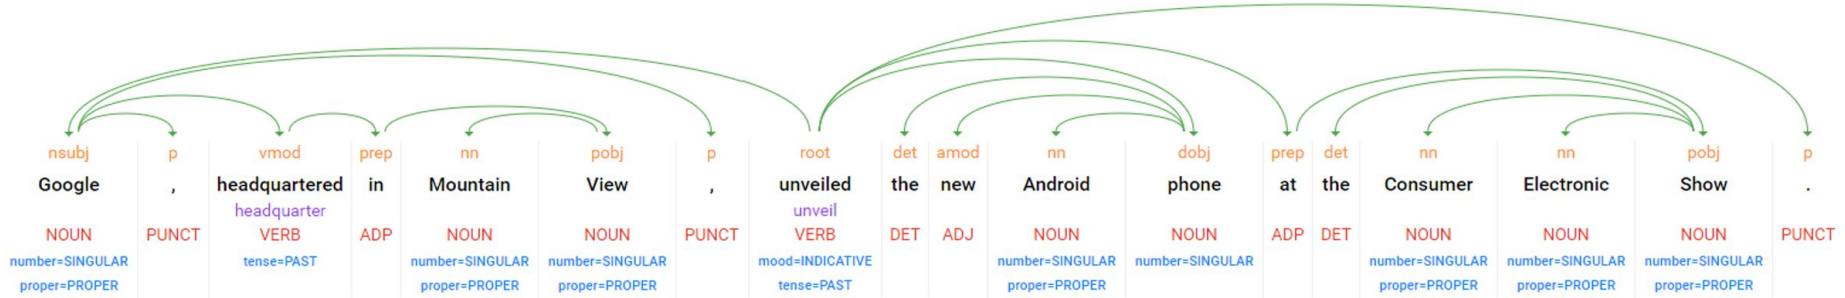 nsubj p vmod prep nn pobj p root det amod nn dobj prep det nn nn pobj p
Google , headquartered in Mountain View , unveiled the new Android phone at the Consumer Electronic Show .
headquarter unveil
NOUN PUNCT VERB ADP NOUN NOUN PUNCT VERB DET ADJ NOUN NOUN ADP DET NOUN NOUN NOUN PUNCT
number=SINGULAR tense=PAST number=SINGULAR number=SINGULAR mood=INDICATIVE number=SINGULAR number=SINGULAR number=SINGULAR number=SINGULAR number=SINGULAR
proper=PROPER proper=PROPER proper=PROPER tense=PAST proper=PROPER proper=PROPER proper=PROPER proper=PROPER